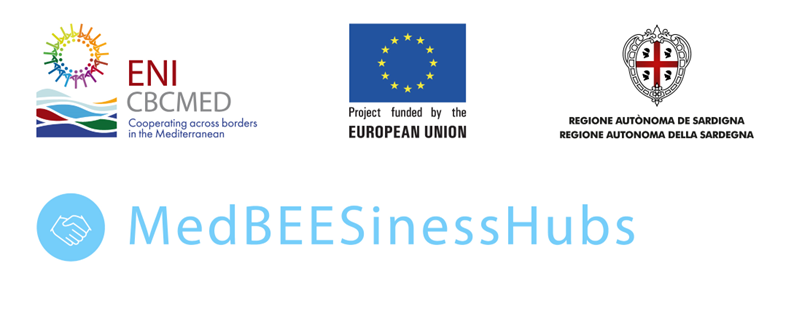 ENI
CBCMED
Cooperating across borders
in the Mediterranean
Project funded by the
EUROPEAN UNION
REGIONE AUTÒNOMA DE SARDIGNA
REGIONE AUTONOMA DELLA SARDEGNA
MedBEESinessHubs